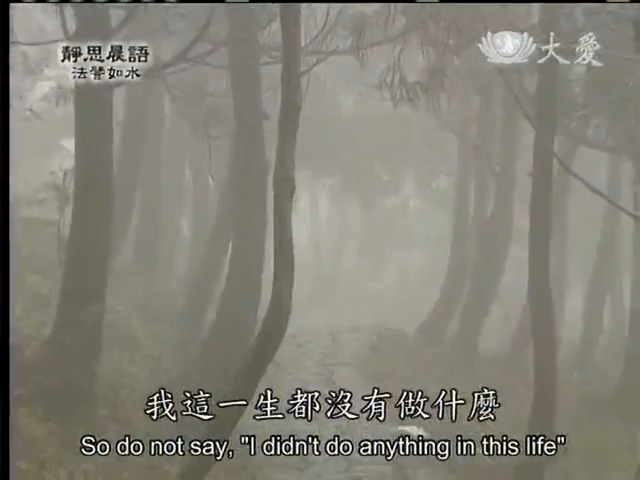 靜思晨語
法譬如水
大愛
我這一生都沒有做什麼
So do not say, "I didn't do anything in this life"